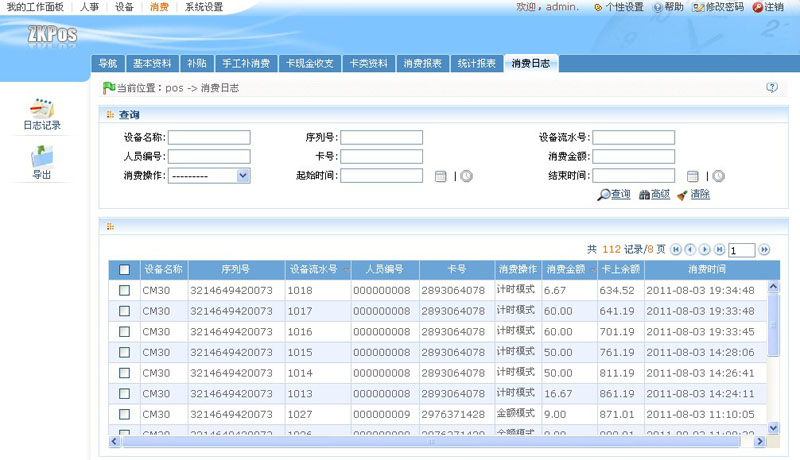 我的工作面板 | 人事 | 设备 | 消费 | 系统设置
欢迎, admin. 个性设置 帮助 修改密码 注销
ZKPos
导航 基本资料 补贴 手工补消费 卡现金收支 卡类资料 消费报表 统计报表 消费日志
当前位置：pos -> 消费日志
日志记录
导出
查询
设备名称: 序列号: 设备流水号:
人员编号: 卡号: 消费金额:
消费操作: --------- 起始时间: | 结束时间: |
查询 高级 清除
共 112 记录/8 页 1
设备名称 序列号 设备流水号 人员编号 卡号 消费操作 消费金额 卡上余额 消费时间
CM30 3214649420073 1018 000000008 2893064078 计时模式 6.67 634.52 2011-08-03 19:34:48
CM30 3214649420073 1017 000000008 2893064078 计时模式 60.00 641.19 2011-08-03 19:33:48
CM30 3214649420073 1016 000000008 2893064078 计时模式 60.00 701.19 2011-08-03 19:33:45
CM30 3214649420073 1015 000000008 2893064078 计时模式 50.00 761.19 2011-08-03 14:28:06
CM30 3214649420073 1014 000000008 2893064078 计时模式 50.00 811.19 2011-08-03 14:26:41
CM30 3214649420073 1013 000000008 2893064078 计时模式 16.67 861.19 2011-08-03 14:24:11
CM30 3214649420073 1027 000000009 2976371428 金额模式 9.00 871.01 2011-08-03 11:10:05